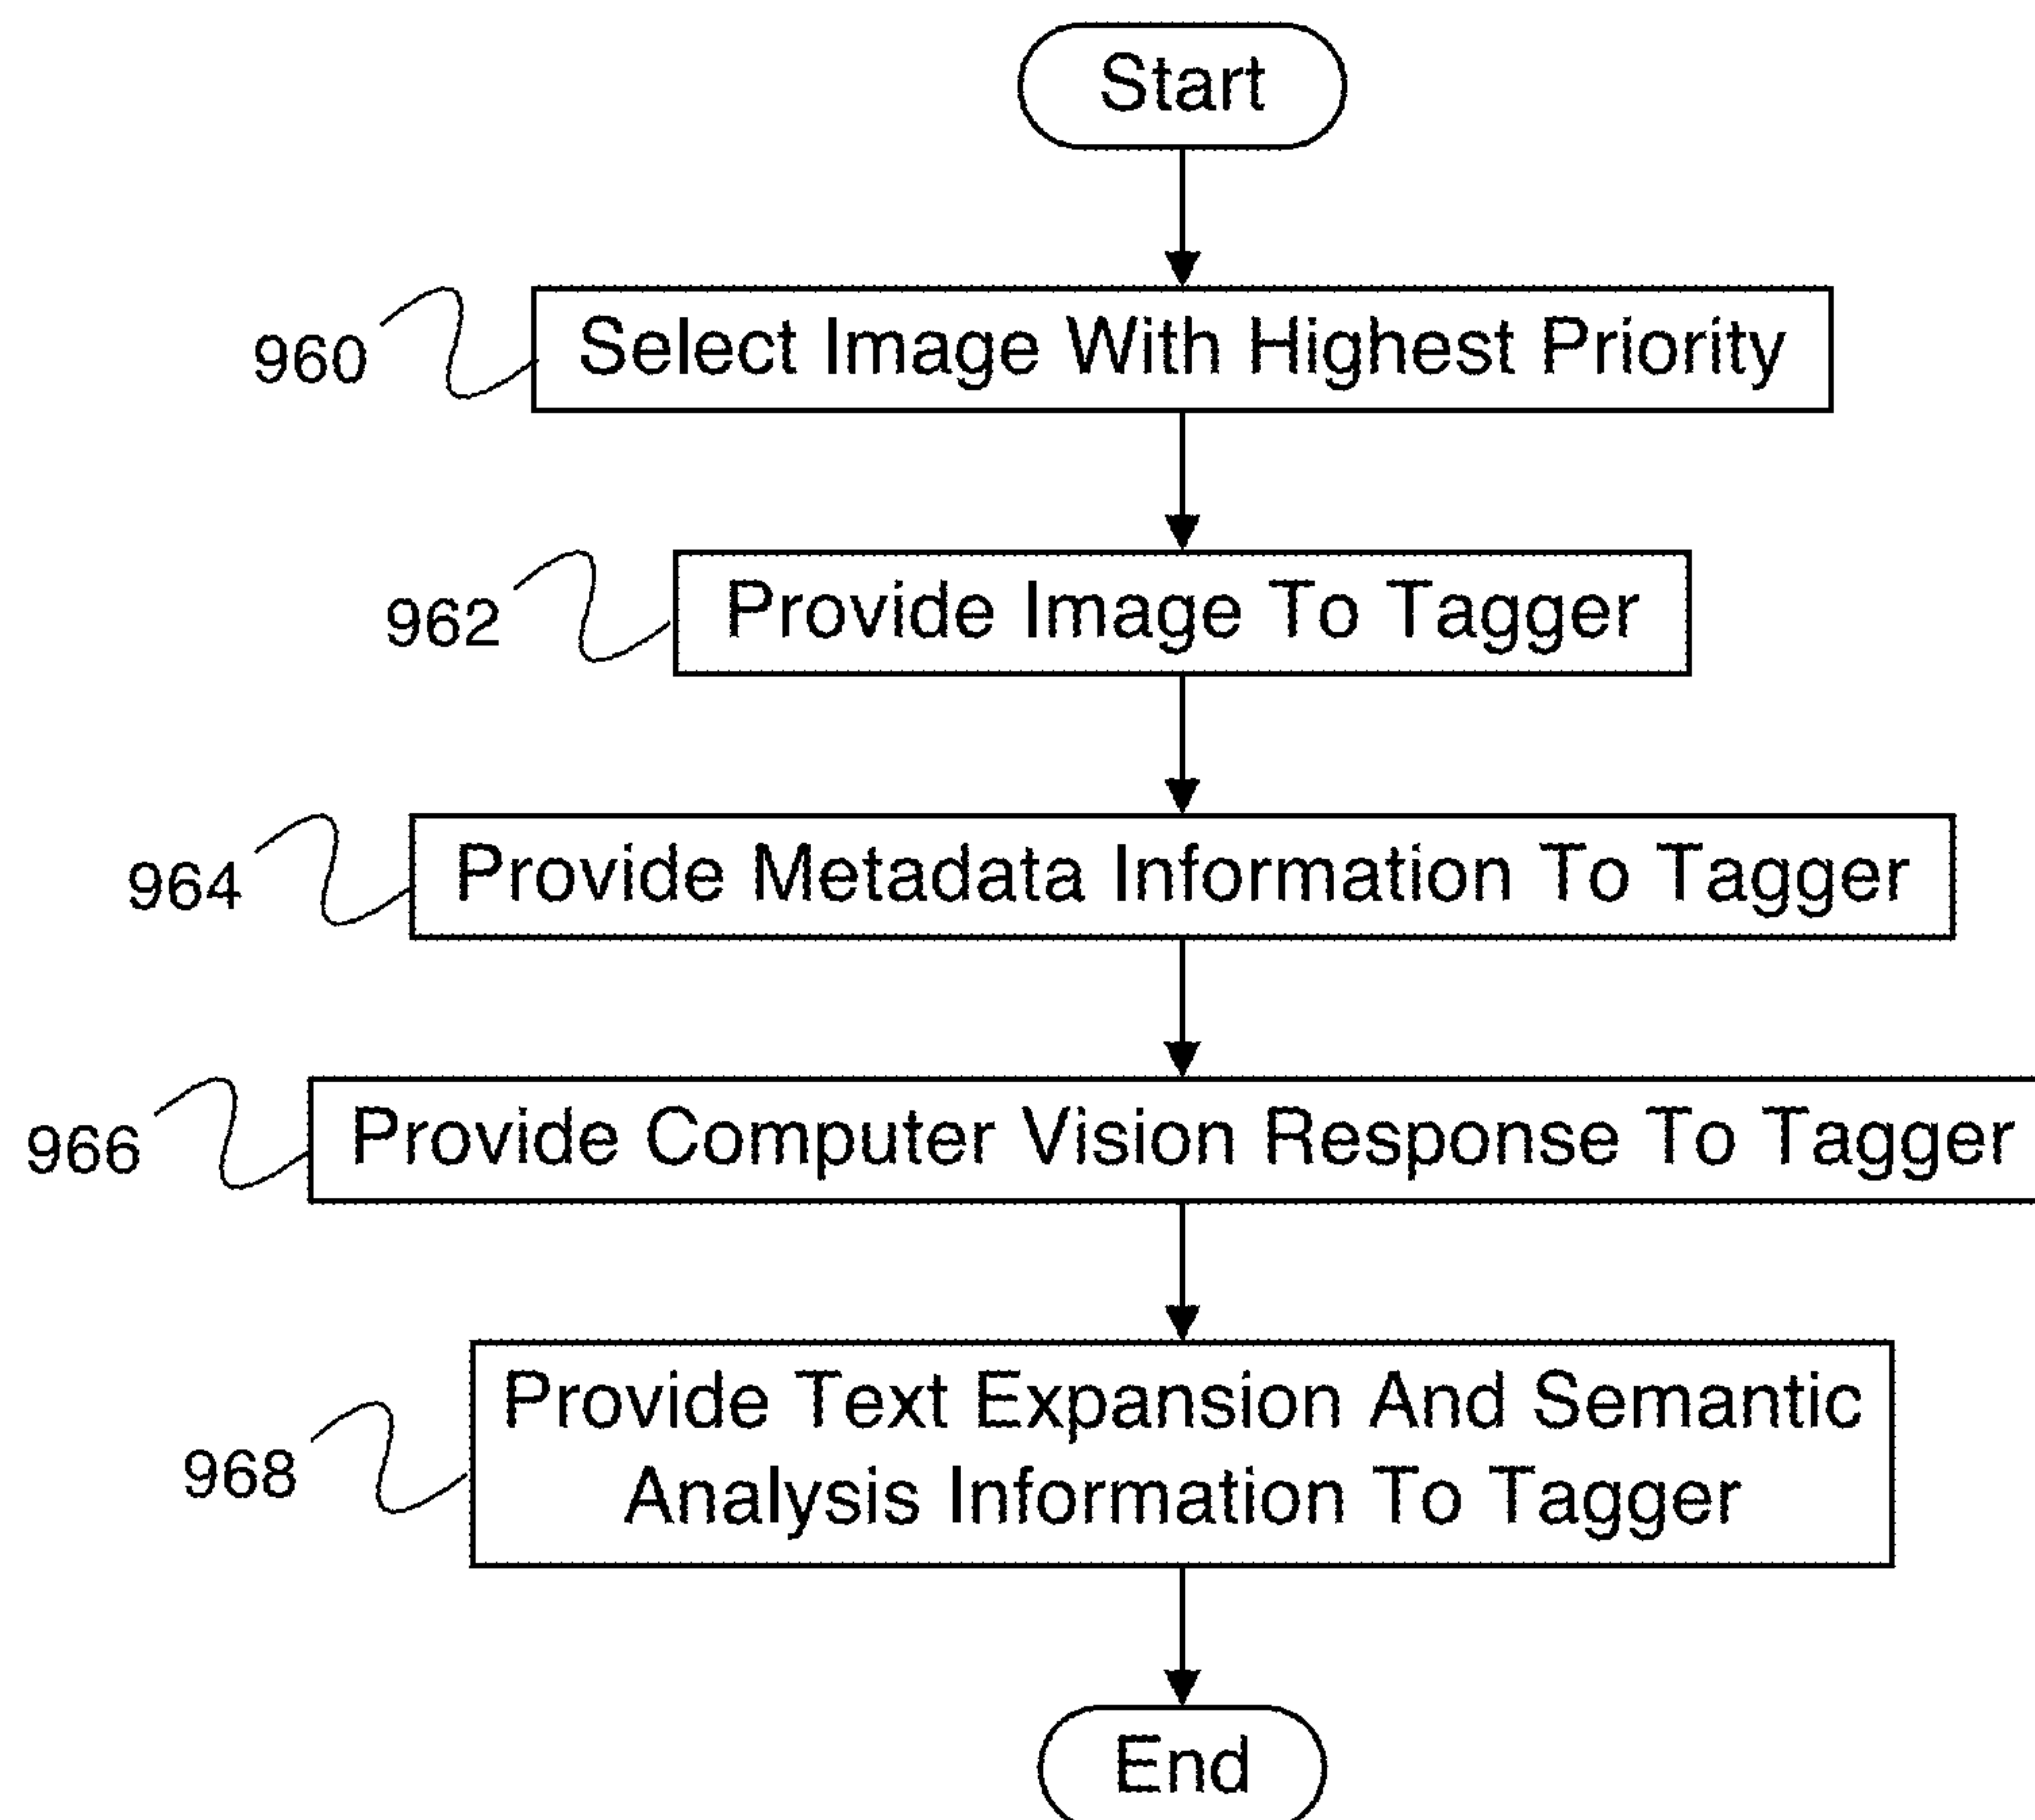 Start
960 Select Image With Highest Priority
962 Provide Image To Tagger
964 Provide Metadata Information To Tagger
966 Provide Computer Vision Response To Tagger
968 Provide Text Expansion And Semantic
Analysis Information To Tagger
End